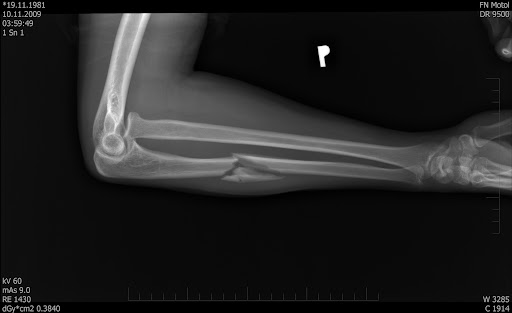 *19.11.1981
FN Motol
10.11.2009
DR 9500
03:59:49
1 Sn 1
P
kV 60
mAs 9.0
RE 1430
W 3285
dGy*cm2 0.3840
C 1914